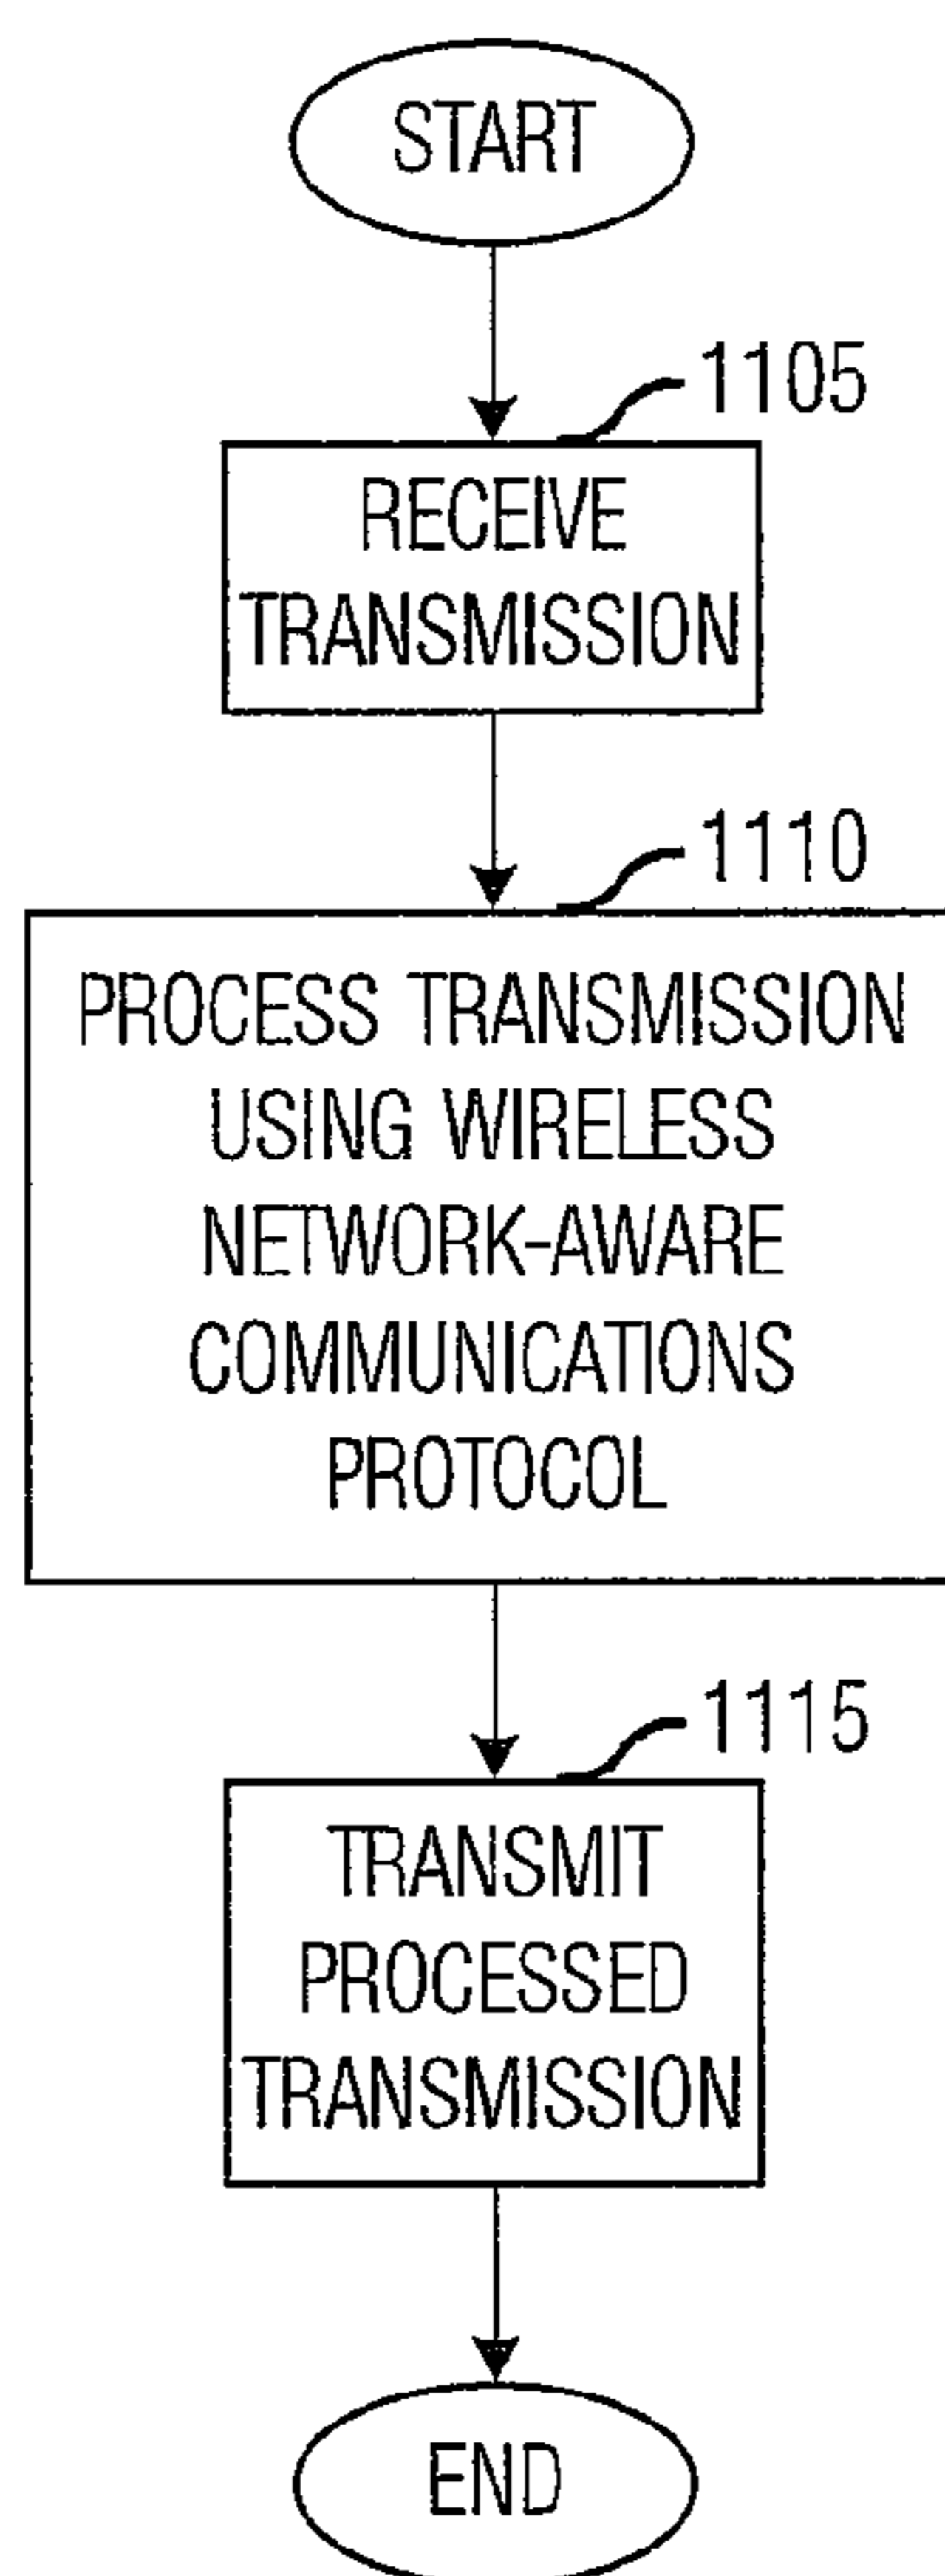 START
1105
RECEIVE
TRANSMISSION
1110
PROCESS TRANSMISSION
USING WIRELESS
NETWORK-AWARE
COMMUNICATIONS
PROTOCOL
1115
TRANSMIT
PROCESSED
TRANSMISSION
END